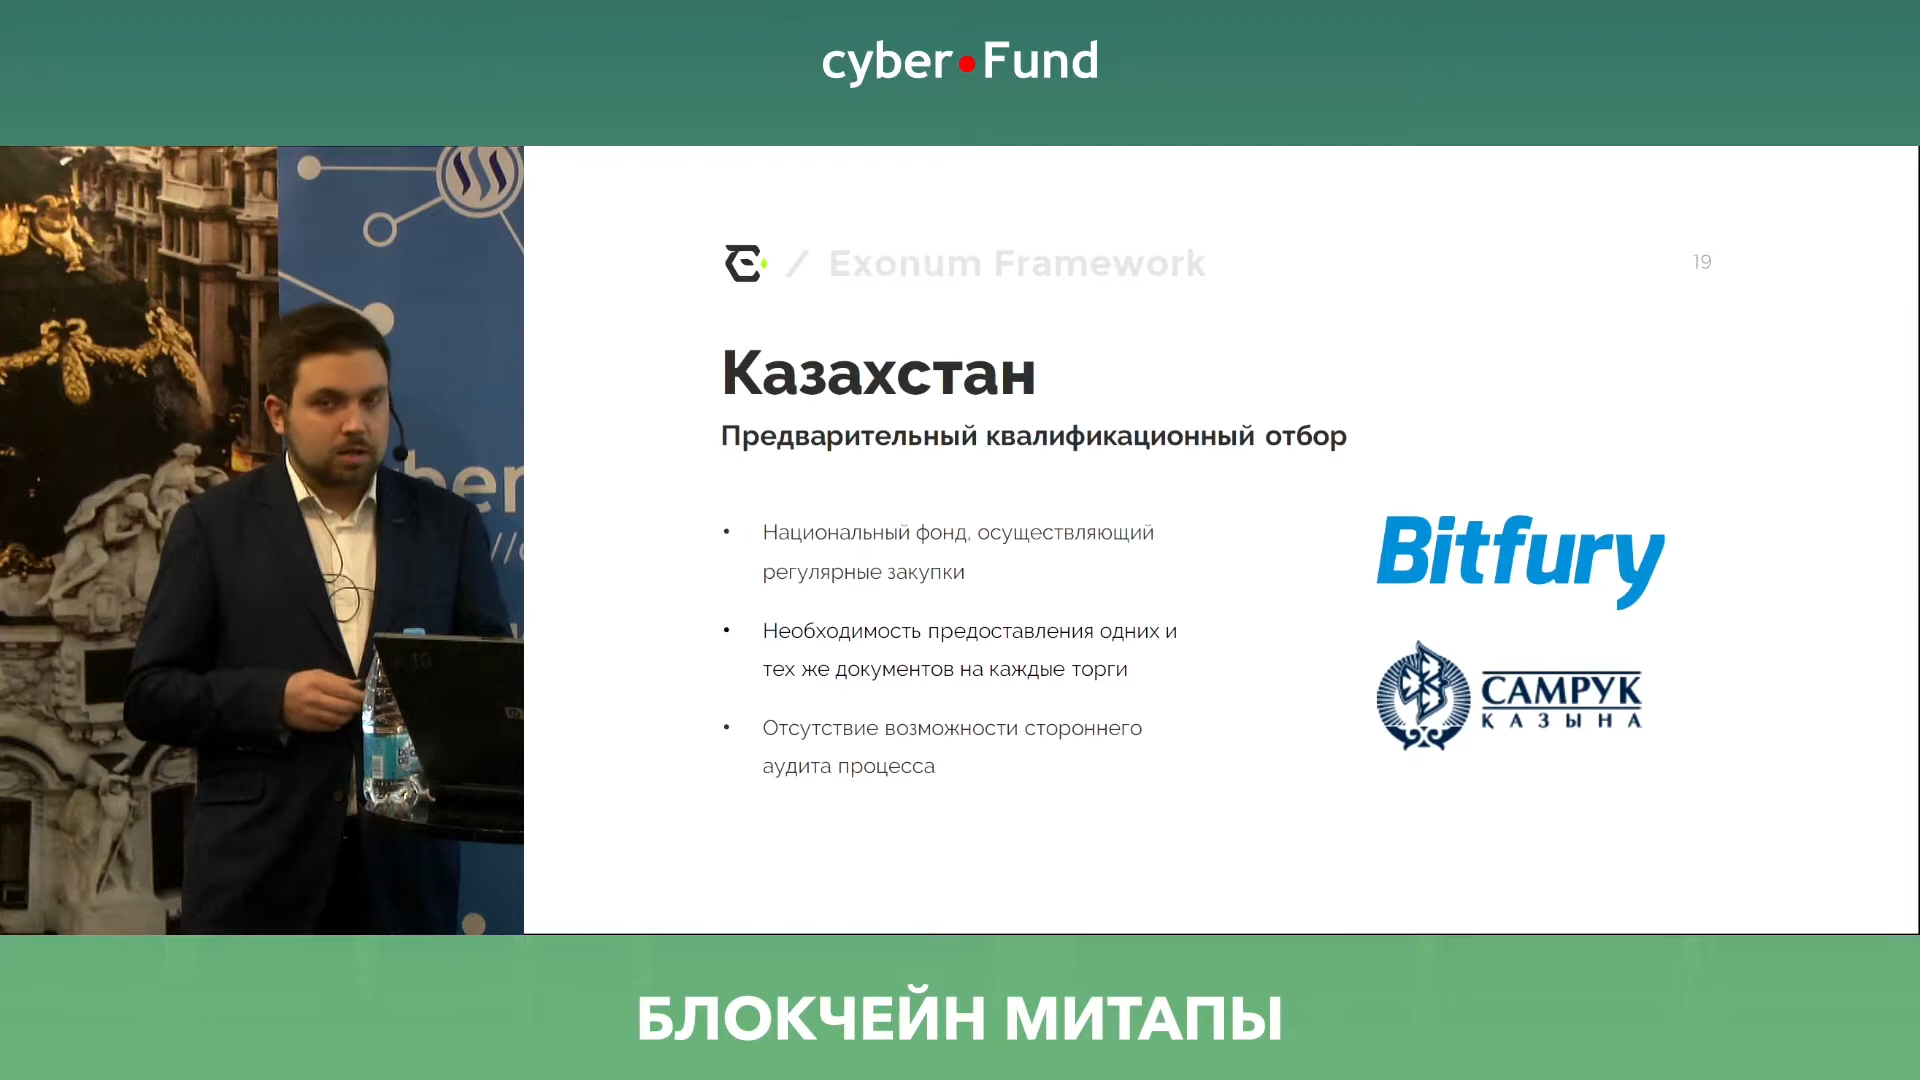 cyber•Fund
/ Exonum Framework
19
Казахстан
Предварительный квалификационный отбор
• Национальный фонд, осуществляющий
регулярные закупки
• Необходимость предоставления одних и
тех же документов на каждые торги
• Отсутствие возможности стороннего
аудита процесса
Bitfury
САМРУК
КАЗЫНА
БЛОКЧЕЙН МИТАПЫ